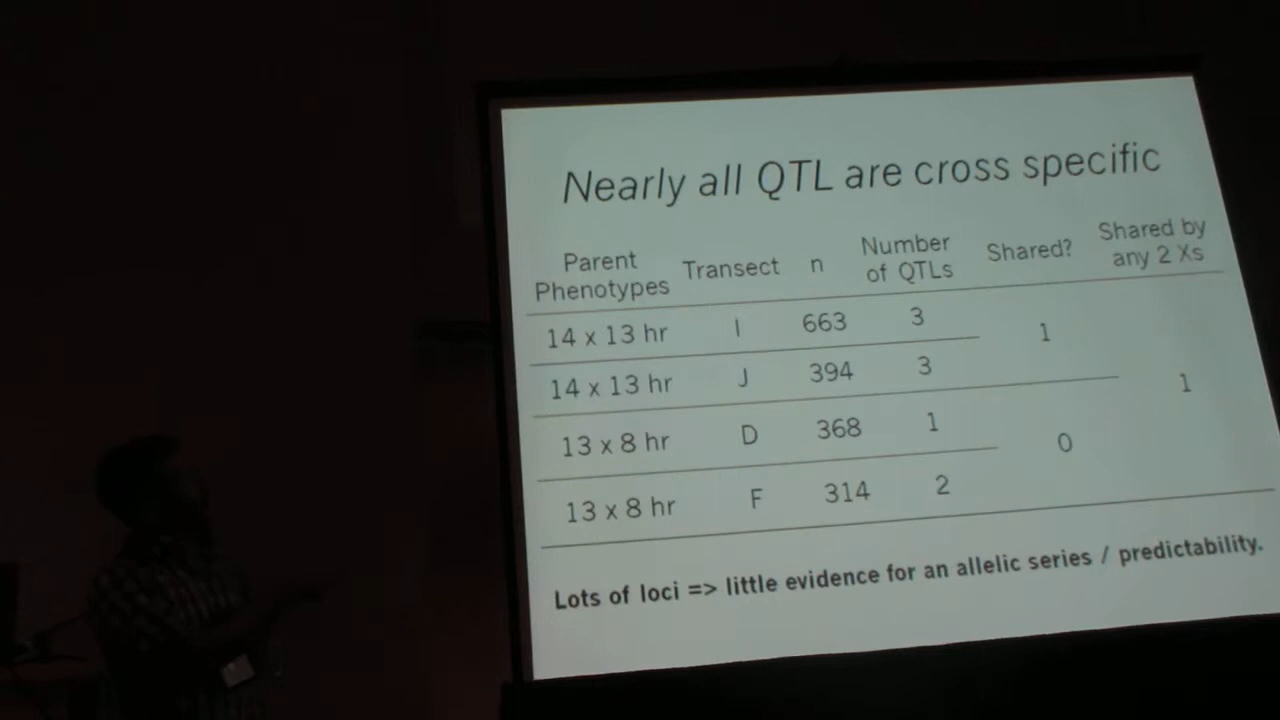 Nearly all QTL are cross specific
Parent Phenotypes Transect n Number of QTLs Shared? Shared by any 2 Xs
14 x 13 hr I 663 3 1
14 x 13 hr J 394 3 1
13 x 8 hr D 368 1 0
13 x 8 hr F 314 2
Lots of loci => little evidence for an allelic series / predictability.